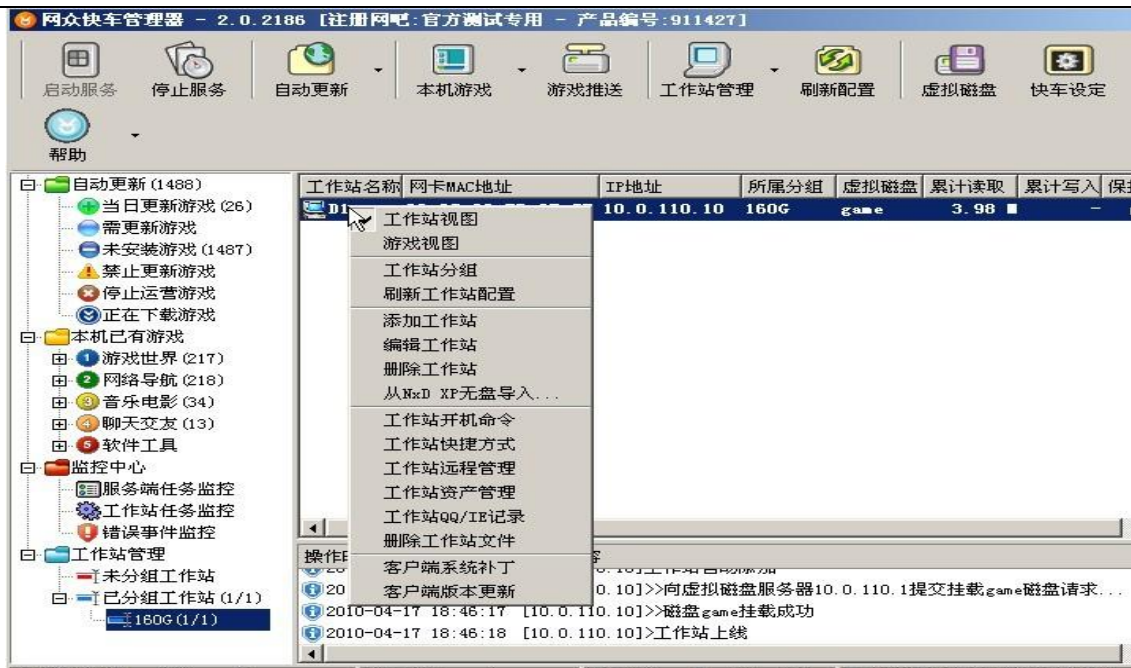 网众快车管理器 - 2.0.2186 [注册网吧:官方测试专用 - 产品编号:911427]
启动服务 停止服务 自动更新 本机游戏 游戏推送 工作站管理 刷新配置 虚拟磁盘 快车设定
帮助
自动更新(1488)
当日更新游戏(26)
需更新游戏
未安装游戏(1487)
禁止更新游戏
停止运营游戏
正在下载游戏
本机已有游戏
1 游戏世界(217)
2 网络导航(218)
3 音乐电影(34)
4 聊天交友(13)
5 软件工具
监控中心
服务端任务监控
工作站任务监控
错误事件监控
工作站管理
未分组工作站
已分组工作站(1/1)
160G(1/1)
工作站名称 网卡MAC地址 IP地址 所属分组 虚拟磁盘 累计读取 累计写入
10.0.110.10 160G game 3.98 -
工作站视图
游戏视图
工作站分组
刷新工作站配置
添加工作站
编辑工作站
删除工作站
从NxD XP无盘导入...
工作站开机命令
工作站快捷方式
工作站远程管理
工作站资产管理
工作站QQ/IE记录
删除工作站文件
客户端系统补丁
客户端版本更新
操作
20 0.10]>>向虚拟磁盘服务器10.0.110.1提交挂载game磁盘请求...
2010-04-17 18:46:17 [10.0.110.10]>>磁盘game挂载成功
2010-04-17 18:46:18 [10.0.110.10]>工作站上线